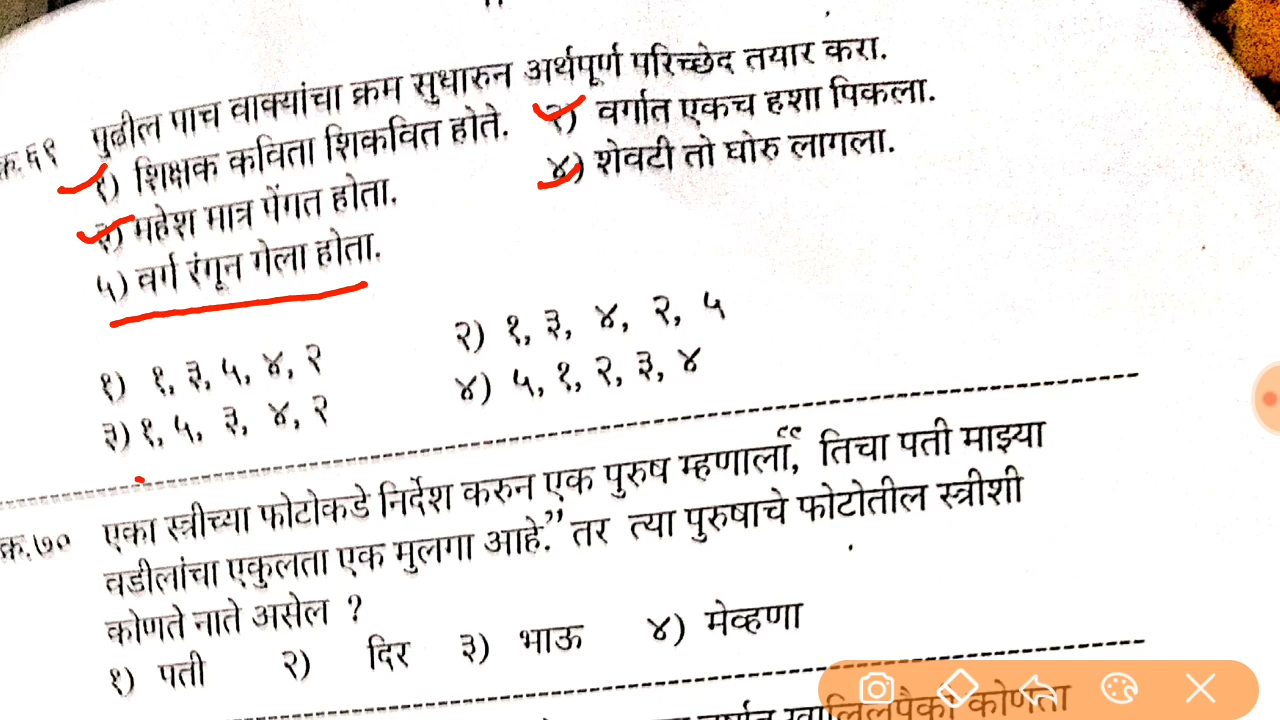 क्र.६९ पुढील पाच वाक्यांचा क्रम सुधारुन अर्थपूर्ण परिच्छेद तयार करा.
१) शिक्षक कविता शिकवित होते. २) वर्गात एकच हशा पिकला.
३) महेश मात्र पेंगत होता. ४) शेवटी तो घोरु लागला.
५) वर्ग रंगून गेला होता.
१) १, ३, ५, ४, २ २) १, ३, ४, २, ५
३) १, ५, ३, ४, २ ४) ५, १, २, ३, ४
क्र.७० एका स्त्रीच्या फोटोकडे निर्देश करुन एक पुरुष म्हणाला, “ तिचा पती माझ्या
वडीलांचा एकुलता एक मुलगा आहे.” तर त्या पुरुषाचे फोटोतील स्त्रीशी
कोणते नाते असेल ?
१) पती २) दिर ३) भाऊ ४) मेव्हणा
खालिलपैकी कोणता